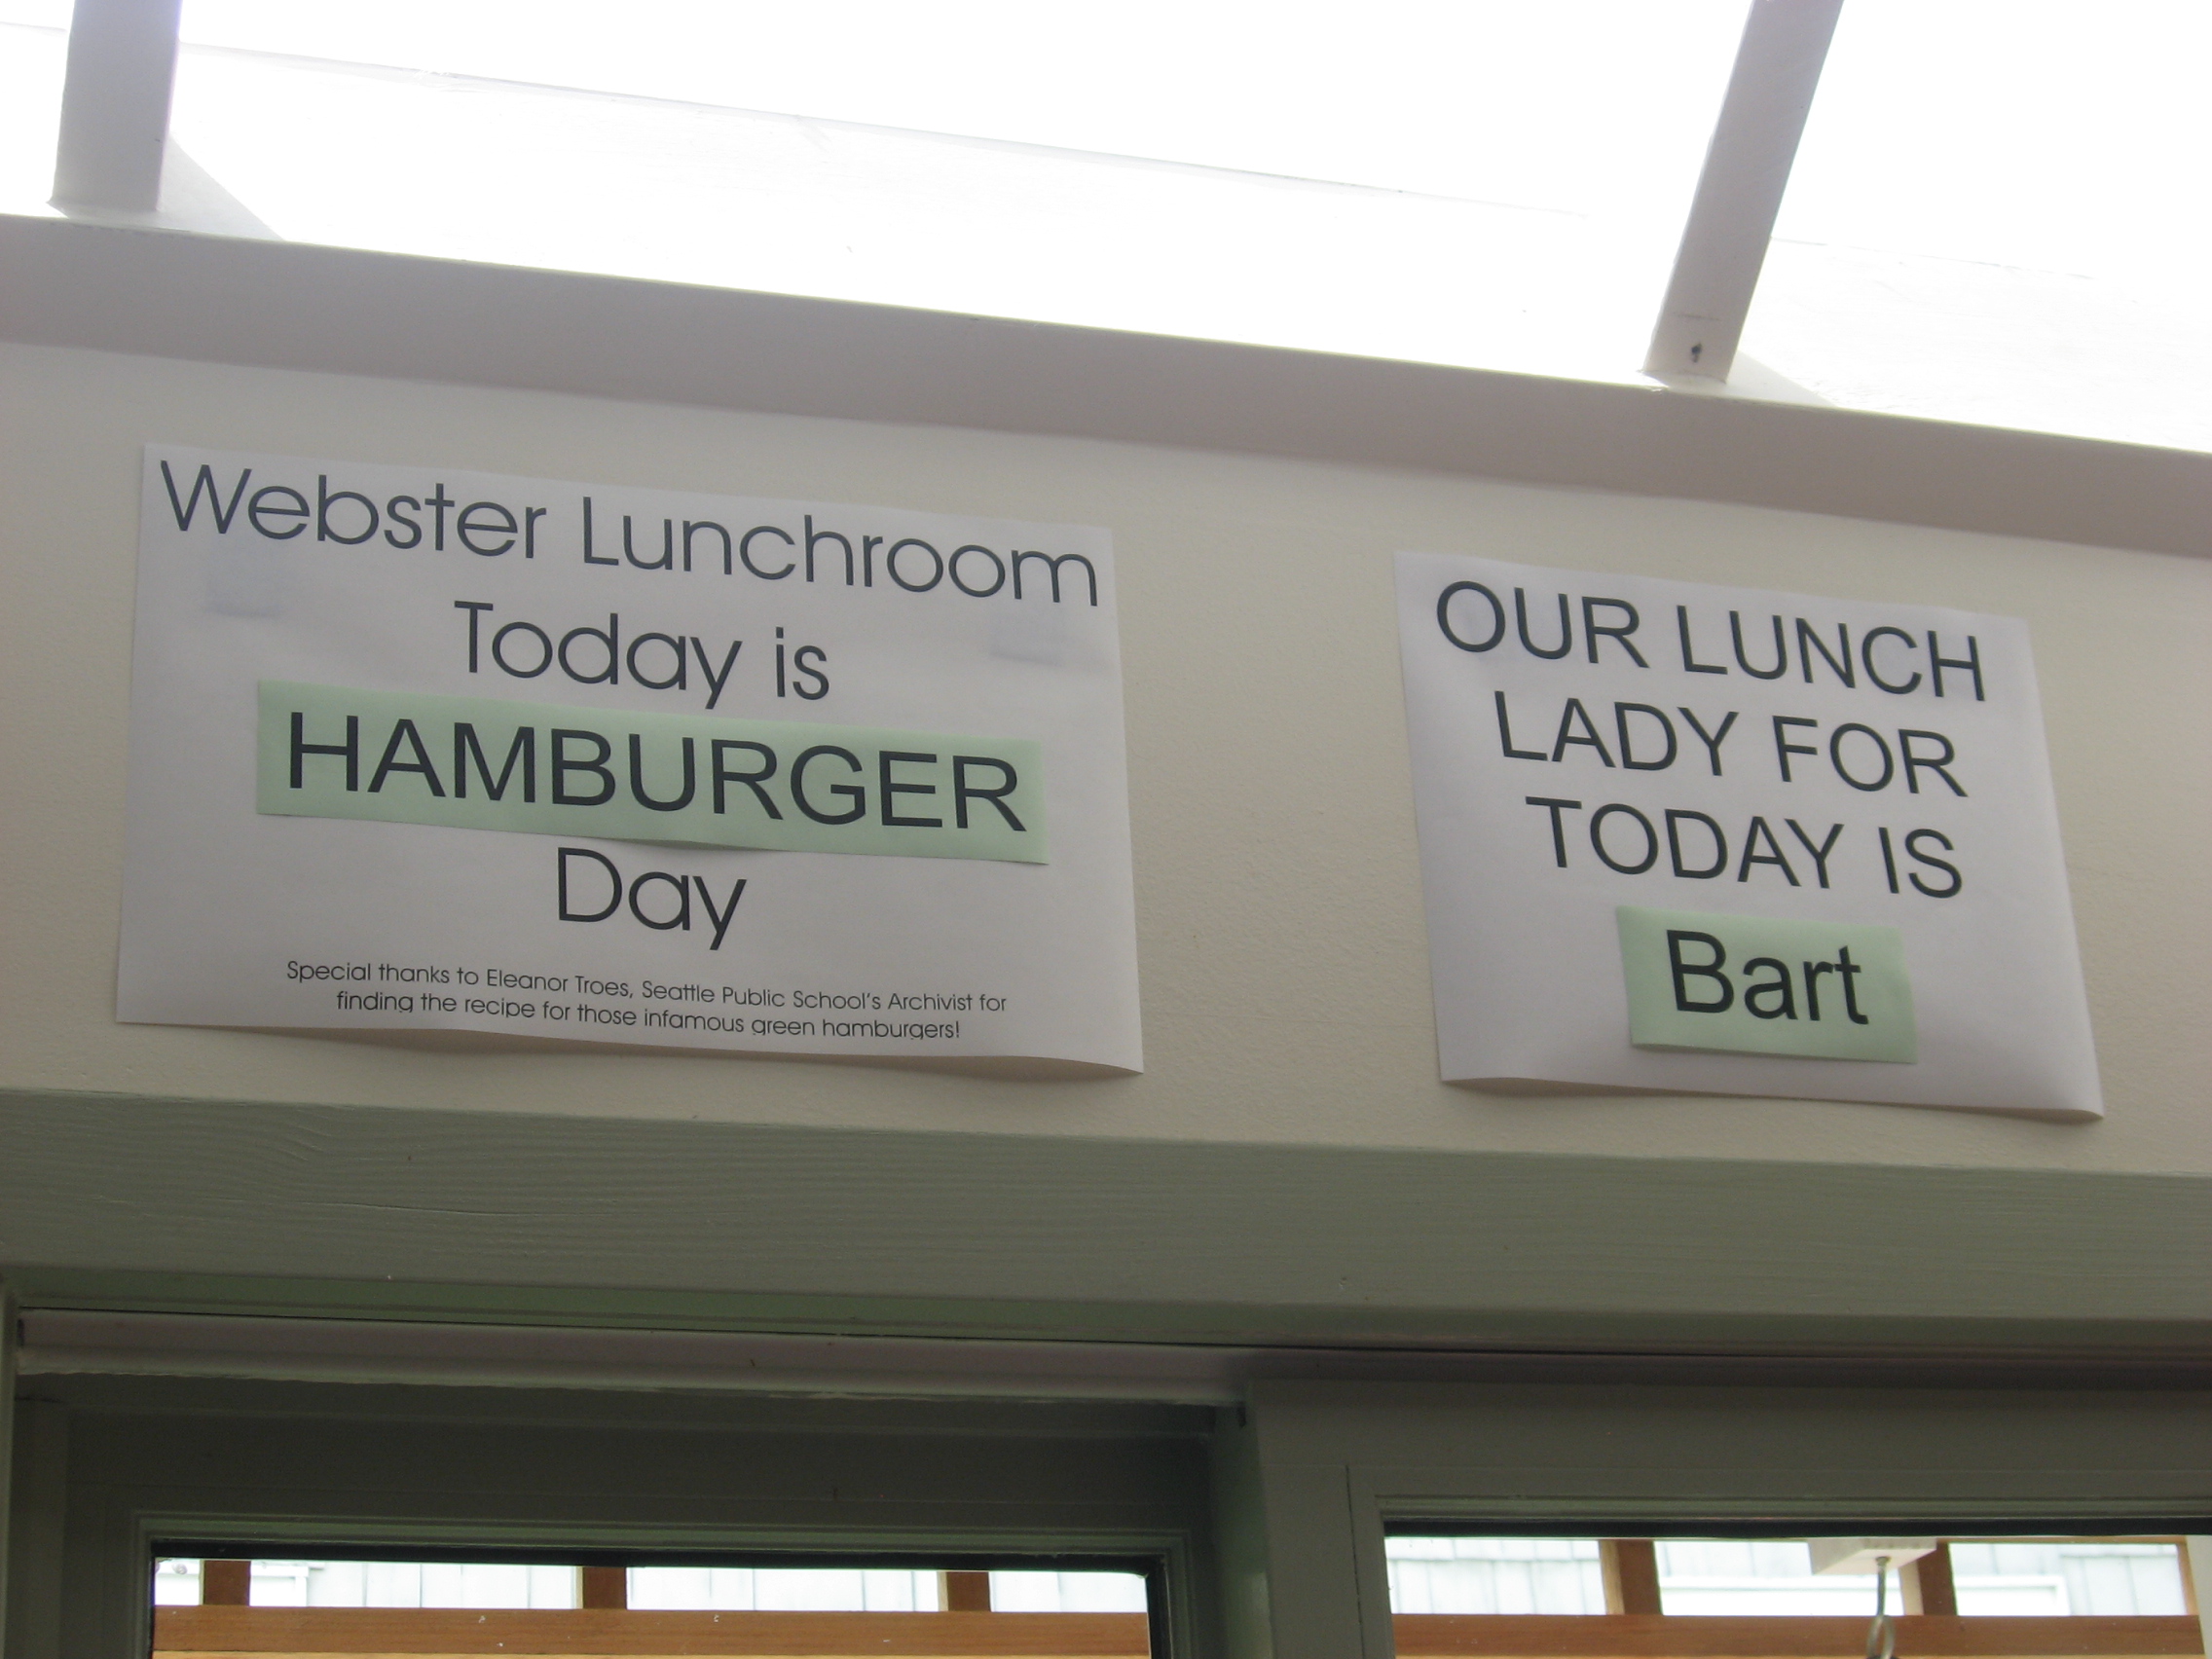 Webster Lunchroom
Today is
HAMBURGER
Day
Special thanks to Eleanor Troes, Seattle Public School's Archivist for
finding the recipe for those infamous green hamburgers!
OUR LUNCH
LADY FOR
TODAY IS
Bart